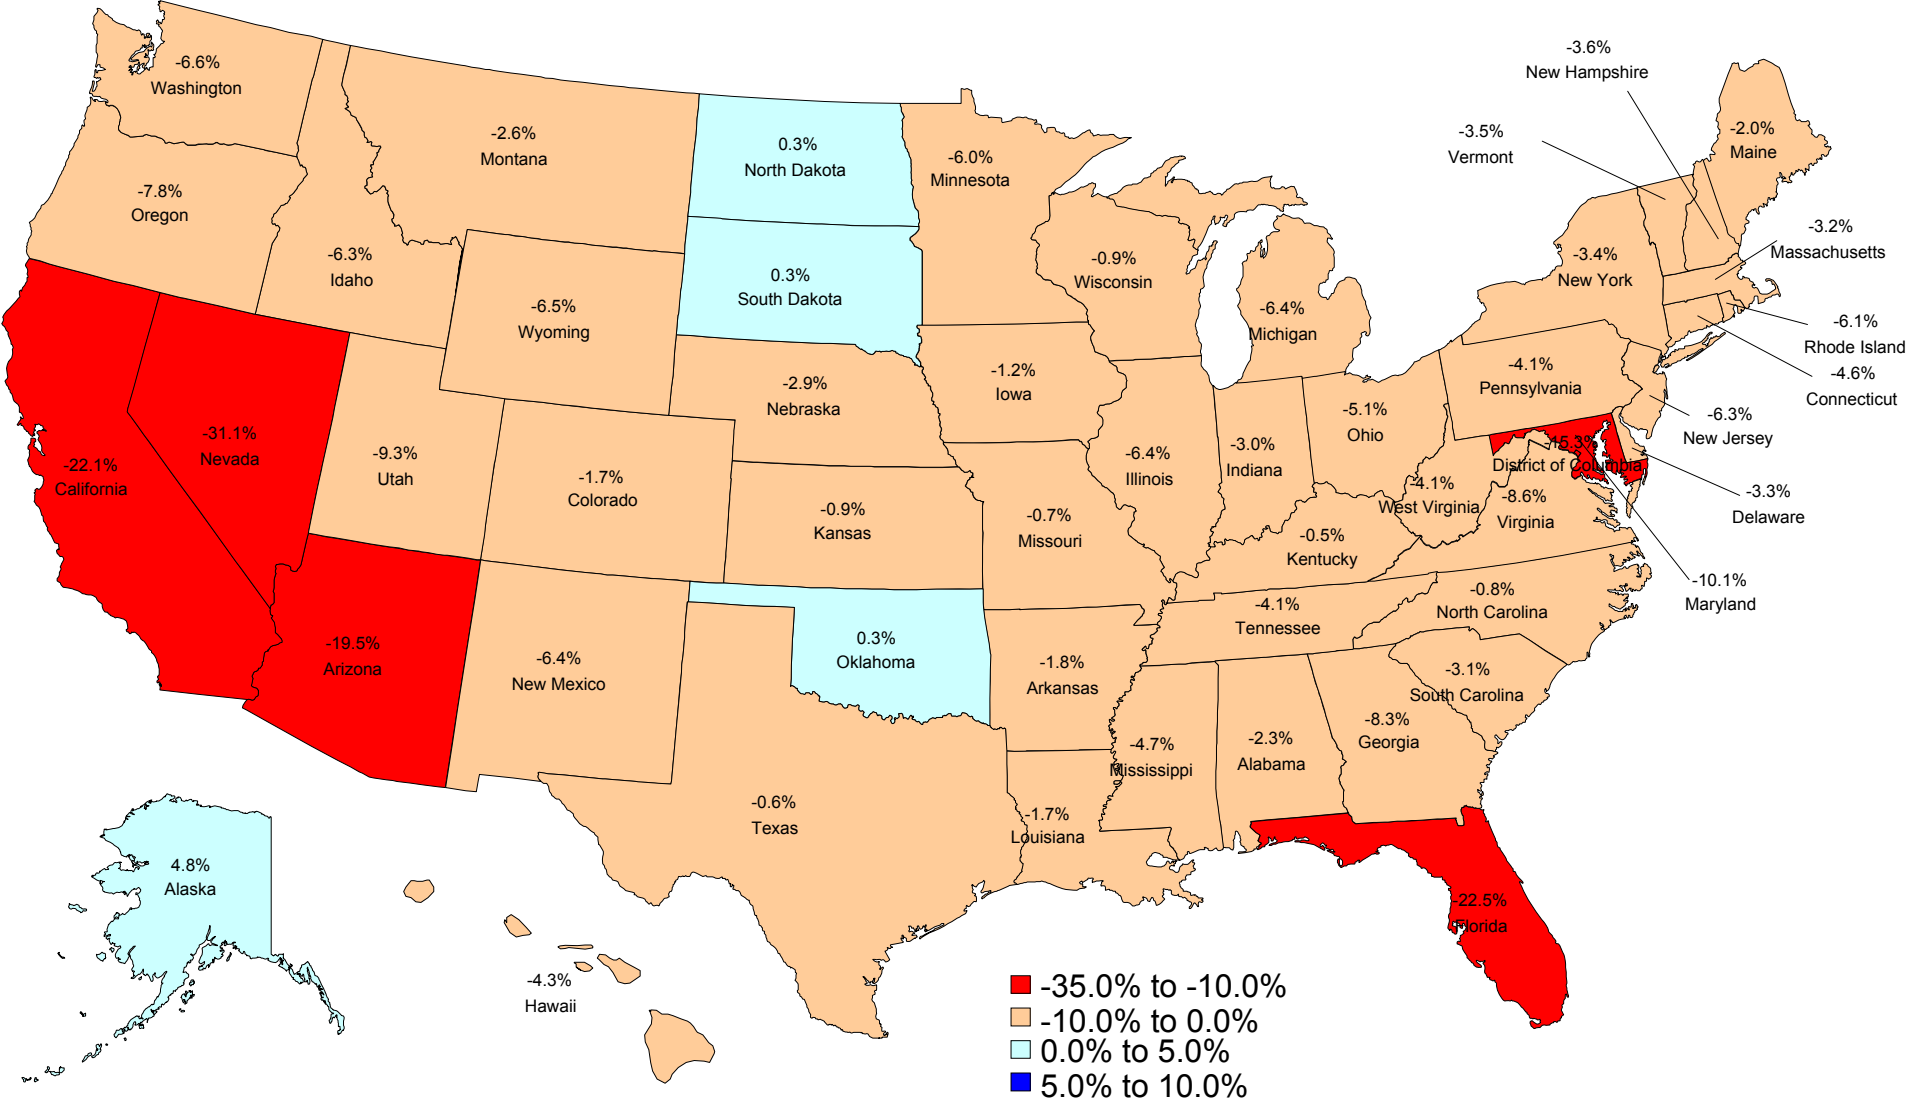 -6.6%
Washington
-7.8%
Oregon
-6.3%
Idaho
-2.6%
Montana
0.3%
North Dakota
-6.0%
Minnesota
0.3%
South Dakota
-6.5%
Wyoming
-0.9%
Wisconsin
-6.4%
Michigan
-3.6%
New Hampshire
-3.5%
Vermont
-2.0%
Maine
-3.2%
Massachusetts
-3.4%
New York
-6.1%
Rhode Island
-4.6%
Connecticut
-6.3%
New Jersey
-4.1%
Pennsylvania
-22.1%
California
-31.1%
Nevada
-9.3%
Utah
-1.7%
Colorado
-2.9%
Nebraska
-1.2%
Iowa
-0.9%
Kansas
-0.7%
Missouri
-6.4%
Illinois
-3.0%
Indiana
-5.1%
Ohio
-15.3%
District of Columbia
-4.1%
West Virginia
-8.6%
Virginia
-3.3%
Delaware
-10.1%
Maryland
-0.5%
Kentucky
-4.1%
Tennessee
-0.8%
North Carolina
-3.1%
South Carolina
-19.5%
Arizona
-6.4%
New Mexico
0.3%
Oklahoma
-1.8%
Arkansas
-4.7%
Mississippi
-2.3%
Alabama
-8.3%
Georgia
-0.6%
Texas
-1.7%
Louisiana
-22.5%
Florida
4.8%
Alaska
-4.3%
Hawaii
-35.0% to -10.0%
-10.0% to 0.0%
0.0% to 5.0%
5.0% to 10.0%